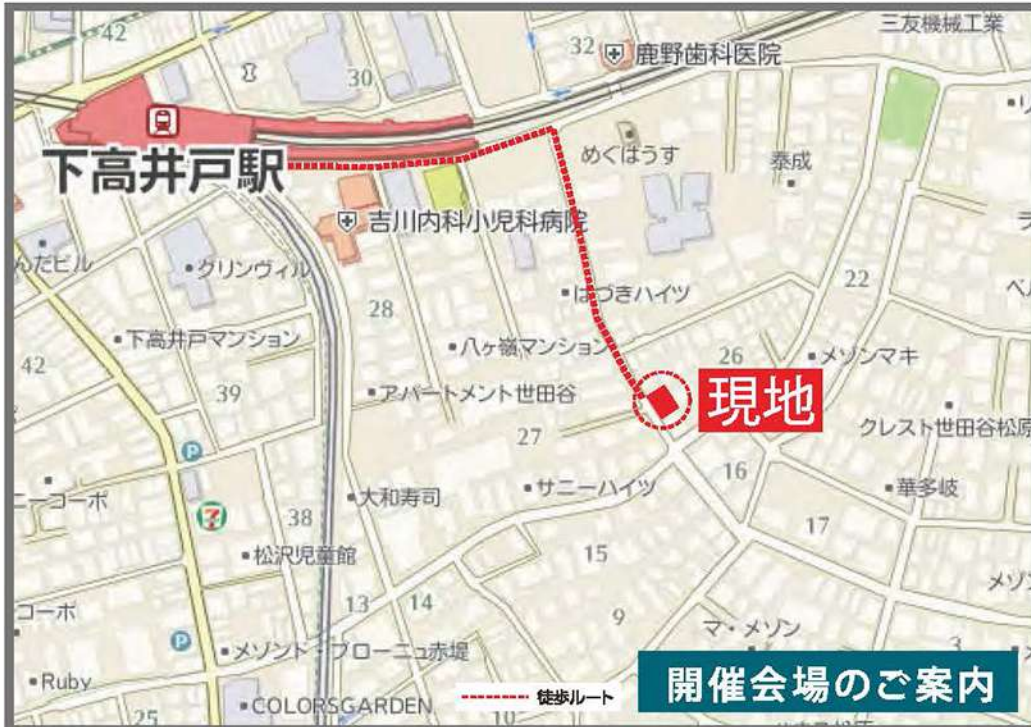 三友機械工業
42
32
鹿野歯科医院
30
めぐはうす
下高井戸駅
泰成
吉川内科小児科病院
んだビル
グリンヴィル
22
はづきハイツ
28
下高井戸マンション
八ヶ嶺マンション
26
メゾンマキ
42
39
アパートメント世田谷
現地
クレスト世田谷松原
27
P
16
サニーハイツ
華多岐
ニーコーポ
大和寿司
7
38
17
松沢児童館
15
コーポ
13
14
9
マ・メゾン
P
3
メゾンド・ブローニュ赤堤
Ruby
開催会場のご案内
徒歩ルート
COLORSGARDEN
25
10